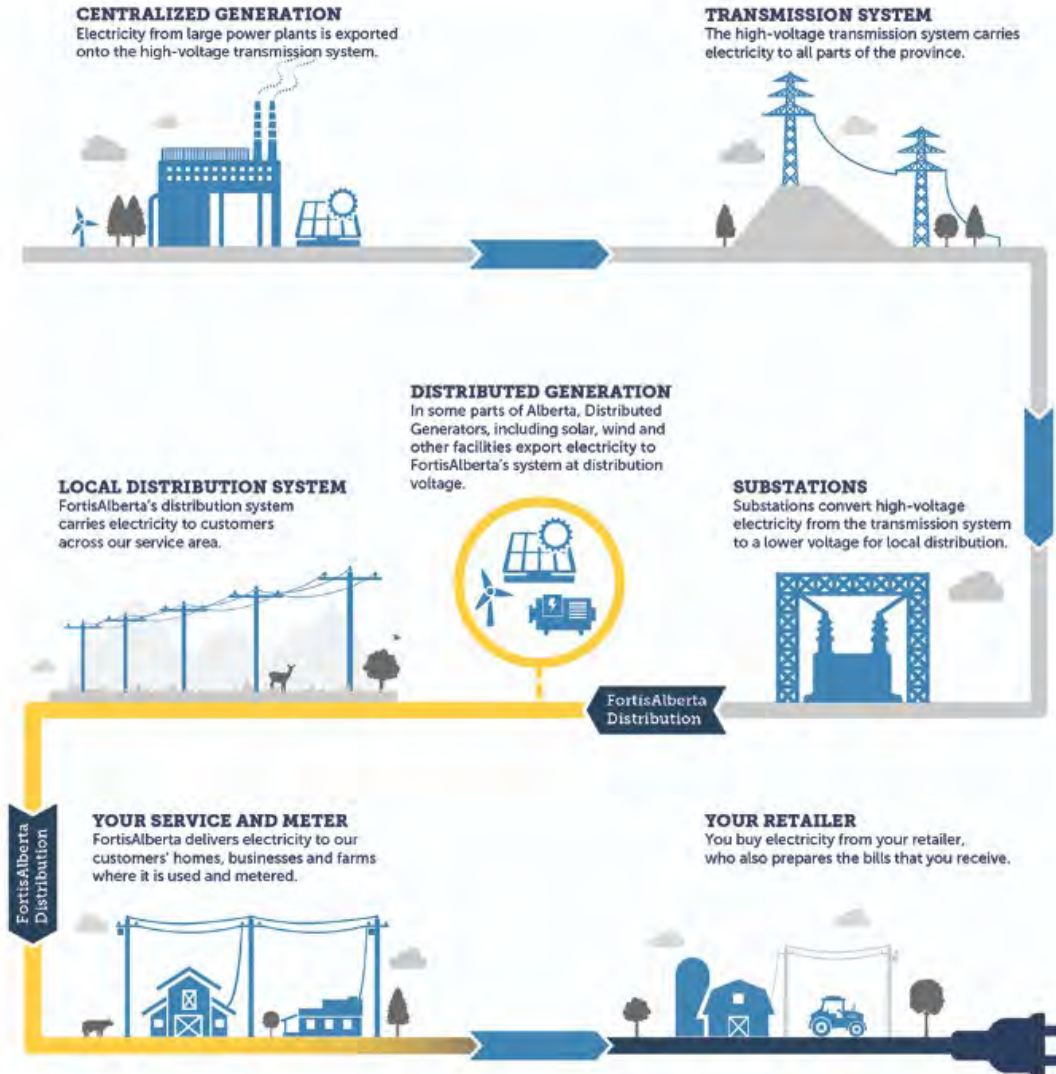 CENTRALIZED GENERATION
Electricity from large power plants is exported
onto the high-voltage transmission system.
TRANSMISSION SYSTEM
The high-voltage transmission system carries
electricity to all parts of the province.
DISTRIBUTED GENERATION
In some parts of Alberta, Distributed
Generators, including solar, wind and
other facilities export electricity to
FortisAlberta's system at distribution
voltage.
LOCAL DISTRIBUTION SYSTEM
FortisAlberta's distribution system
carries electricity to customers
across our service area.
SUBSTATIONS
Substations convert high-voltage
electricity from the transmission system
to a lower voltage for local distribution.
FortisAlberta
Distribution
FortisAlberta
Distribution
YOUR SERVICE AND METER
FortisAlberta delivers electricity to our
customers' homes, businesses and farms
where it is used and metered.
YOUR RETAILER
You buy electricity from your retailer,
who also prepares the bills that you receive.